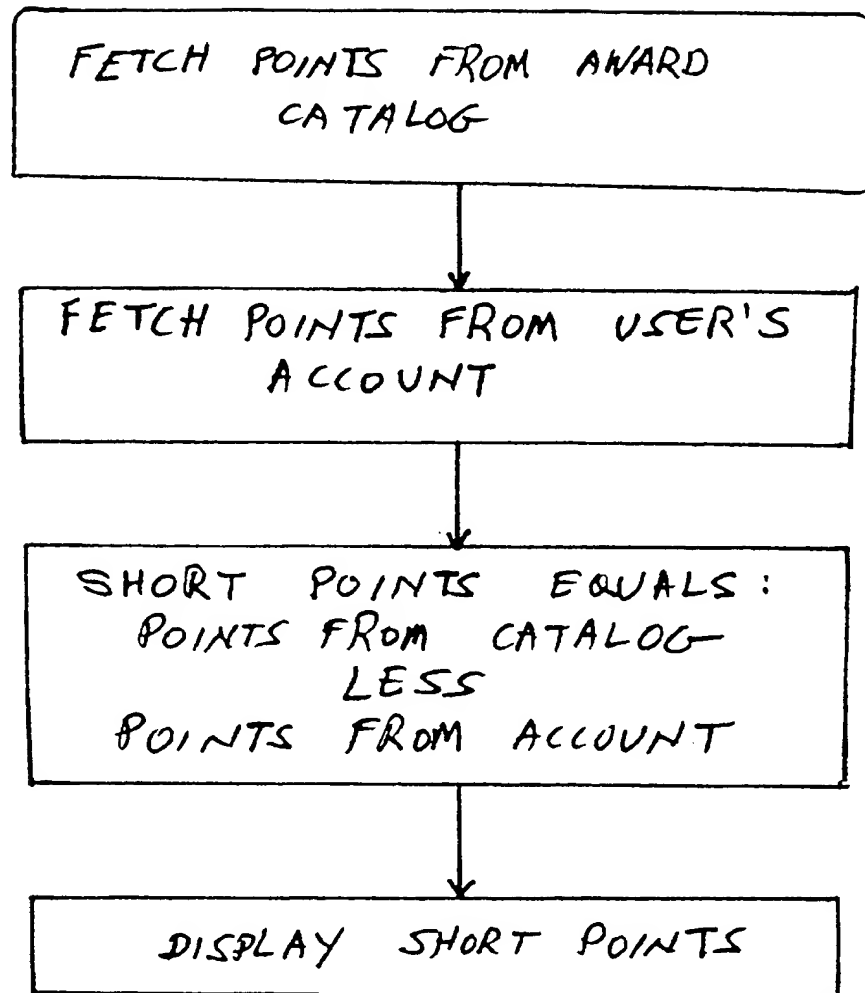 FETCH POINTS FROM AWARD
CATALOG
FETCH POINTS FROM USER'S
ACCOUNT
SHORT POINTS EQUALS:
POINTS FROM CATALOG
LESS
POINTS FROM ACCOUNT
DISPLAY SHORT POINTS